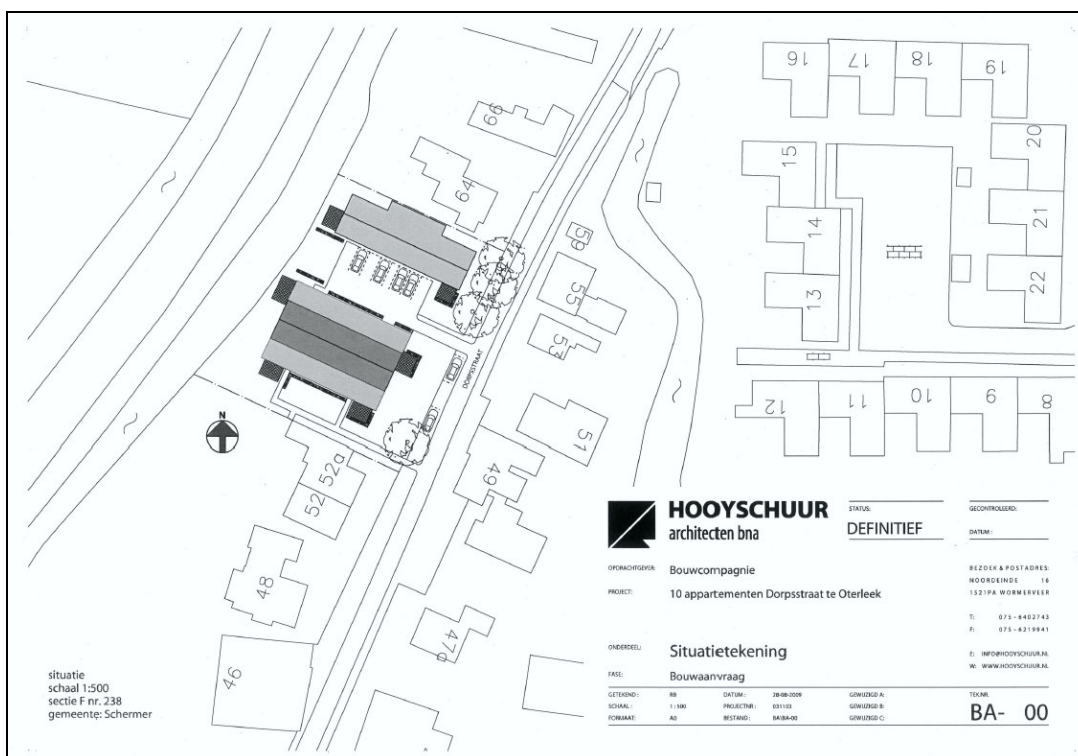 16
17
18
19
66
15
20
64
14
21
59
55
13
22
53
DORPSSTRAAT
N
12
11
10
9
8
51
52a
52
49
48
47a
46
HOOYSCHUUR
architecten bna
STATUS:
DEFINITIEF
GECONTROLEERD:
DATUM:
OPDRACHTGEVER: Bouwcompagnie
PROJECT: 10 appartementen Dorpsstraat te Oterleek
BEZOEK & POSTADRES:
NOORDEINDE 16
1521PA WORMERVEER
T: 075-6402743
F: 075-6219941
E: INFO@HOOYSCHUUR.NL
W: WWW.HOOYSCHUUR.NL
ONDERDEEL: Situatietekening
FASE: Bouwaanvraag
GETEKEND: RB DATUM: 28-08-2009 GEWIJZIGD A:
SCHAAL: 1:500 PROJECTNR: 031103 GEWIJZIGD B:
FORMAAT: A3 BESTAND: BA\BA-00 GEWIJZIGD C:
TEK.NR.
BA- 00
situatie
schaal 1:500
sectie F nr. 238
gemeente: Schermer